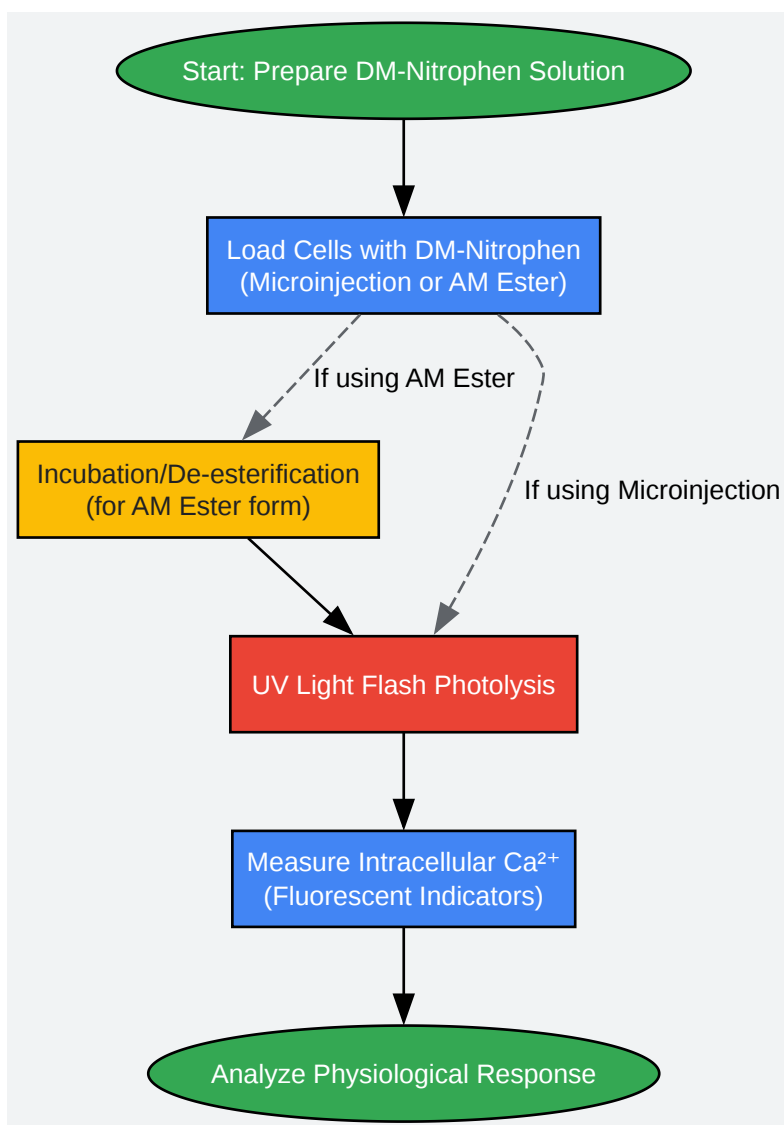 Start: Prepare DM-Nitrophen Solution
Load Cells with DM-Nitrophen
(Microinjection or AM Ester)
If using AM Ester
Incubation/De-esterification
(for AM Ester form)
If using Microinjection
UV Light Flash Photolysis
Measure Intracellular Ca²⁺
(Fluorescent Indicators)
Analyze Physiological Response